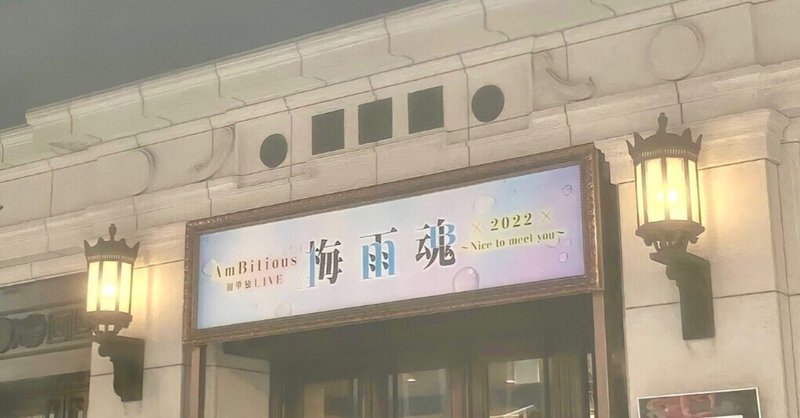 AmBitious
初単独LIVE
梅雨魂
× 2022 ×
~Nice to meet you~